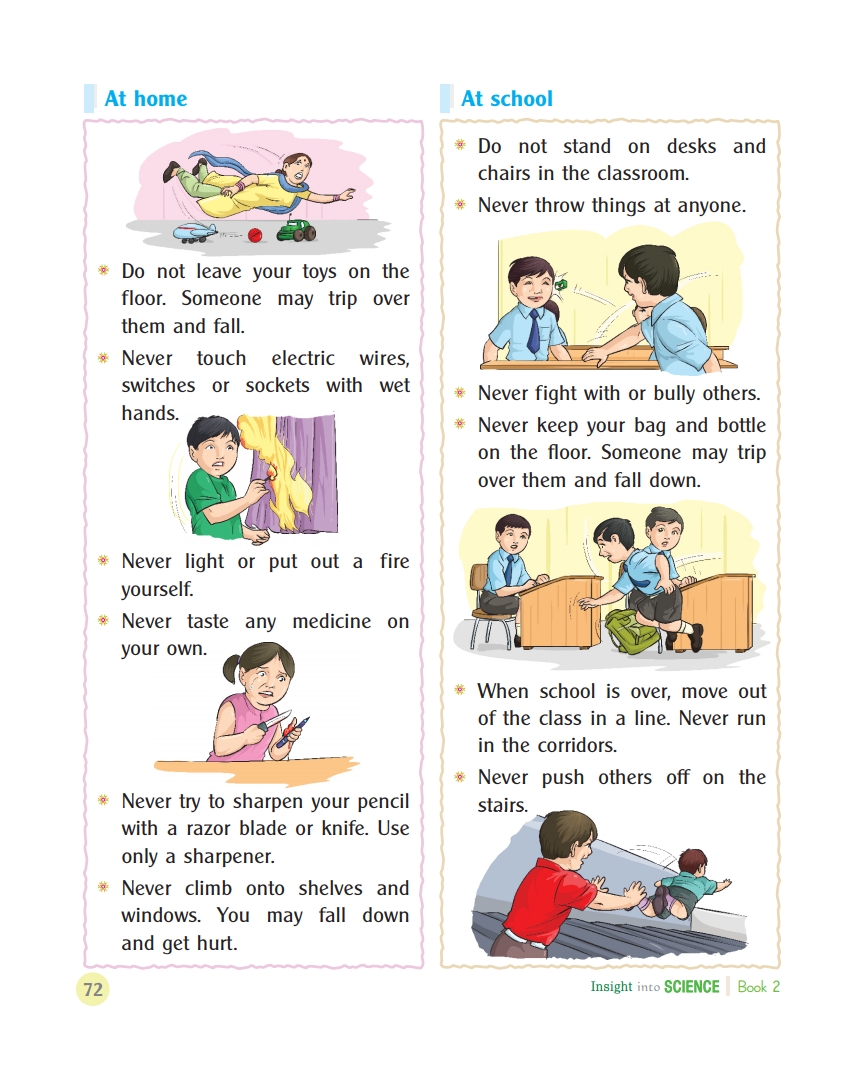 At home
Do not leave your toys on the
floor. Someone may trip over
them and fall.
Never touch electric wires,
switches or sockets with wet
hands.
Never light or put out a fire
yourself.
Never taste any medicine on
your own.
Never try to sharpen your pencil
with a razor blade or knife. Use
only a sharpener.
Never climb onto shelves and
windows. You may fall down
and get hurt.
At school
Do not stand on desks and
chairs in the classroom.
Never throw things at anyone.
Never fight with or bully others.
Never keep your bag and bottle
on the floor. Someone may trip
over them and fall down.
When school is over, move out
of the class in a line. Never run
in the corridors.
Never push others off on the
stairs.
72
Insight into SCIENCE Book 2